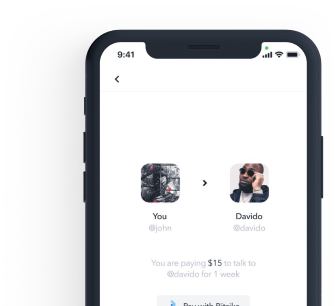 9:41
You
Davido
@john
@davido
You are paying $15 to talk to
@davido for 1 week
Pay with Bitsika